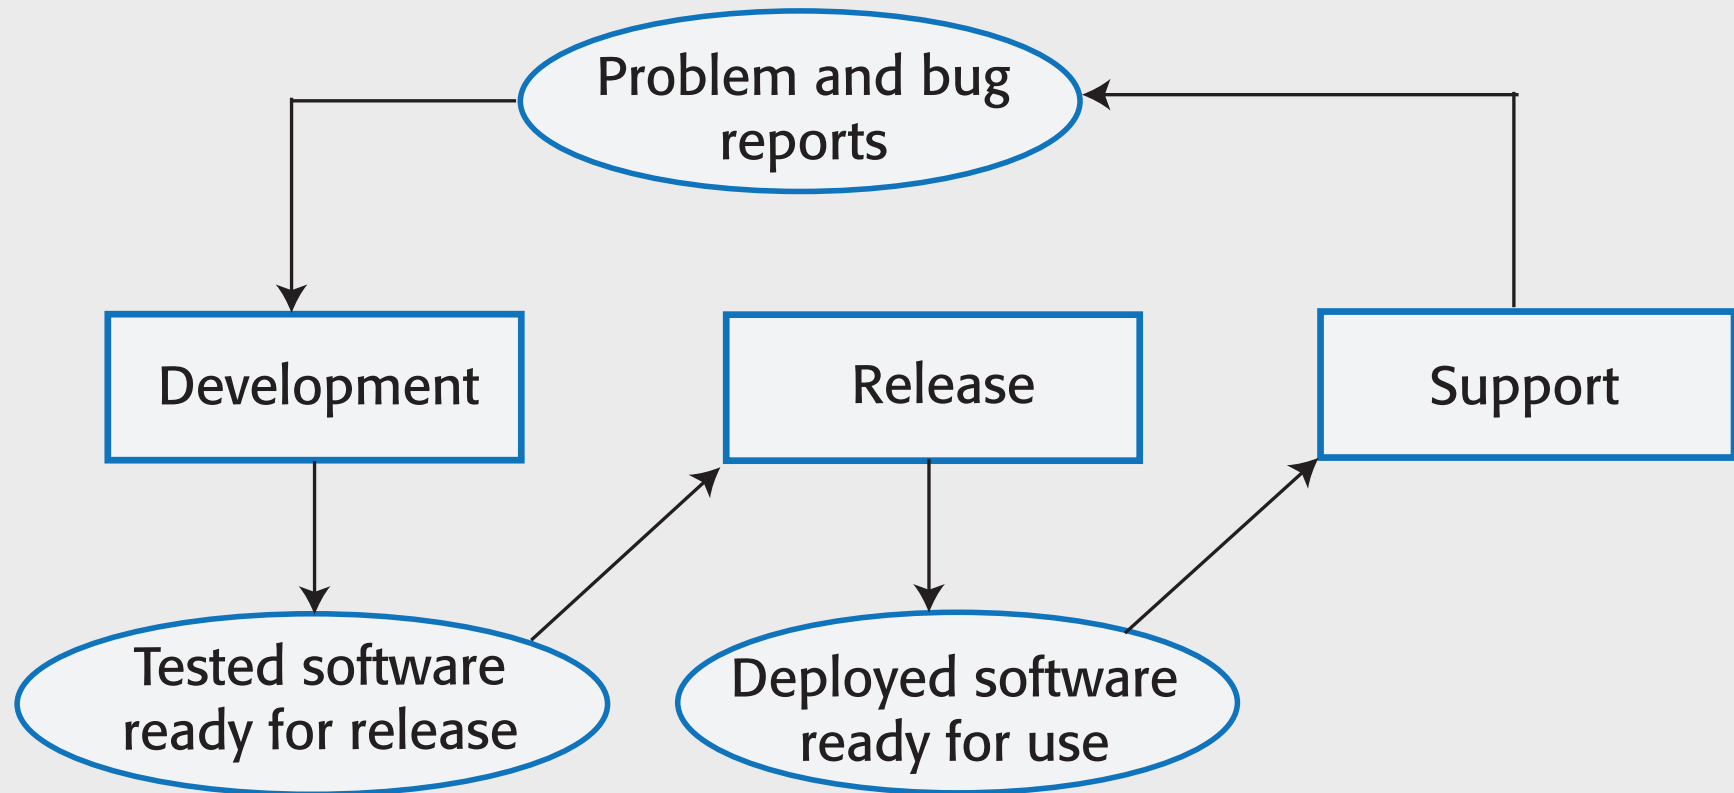 Problem and bug
reports
Development
Release
Support
Tested software
ready for release
Deployed software
ready for use